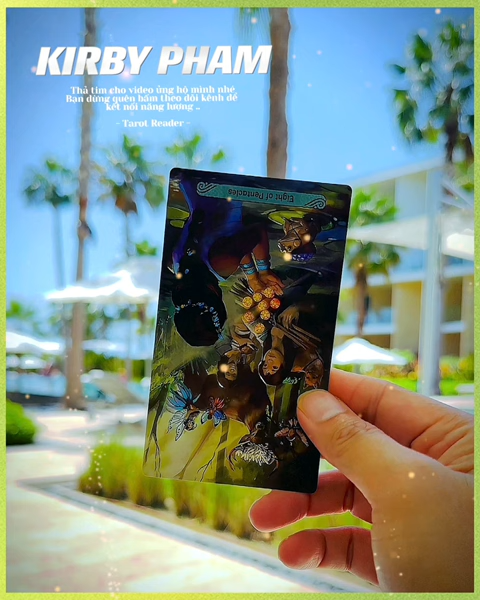 KIRBY PHAM
Thả tim cho video ủng hộ mình nhé
Bạn đừng quên bấm theo dõi kênh để
kết nối năng lượng ..
- Tarot Reader -
Eight of Pentacles